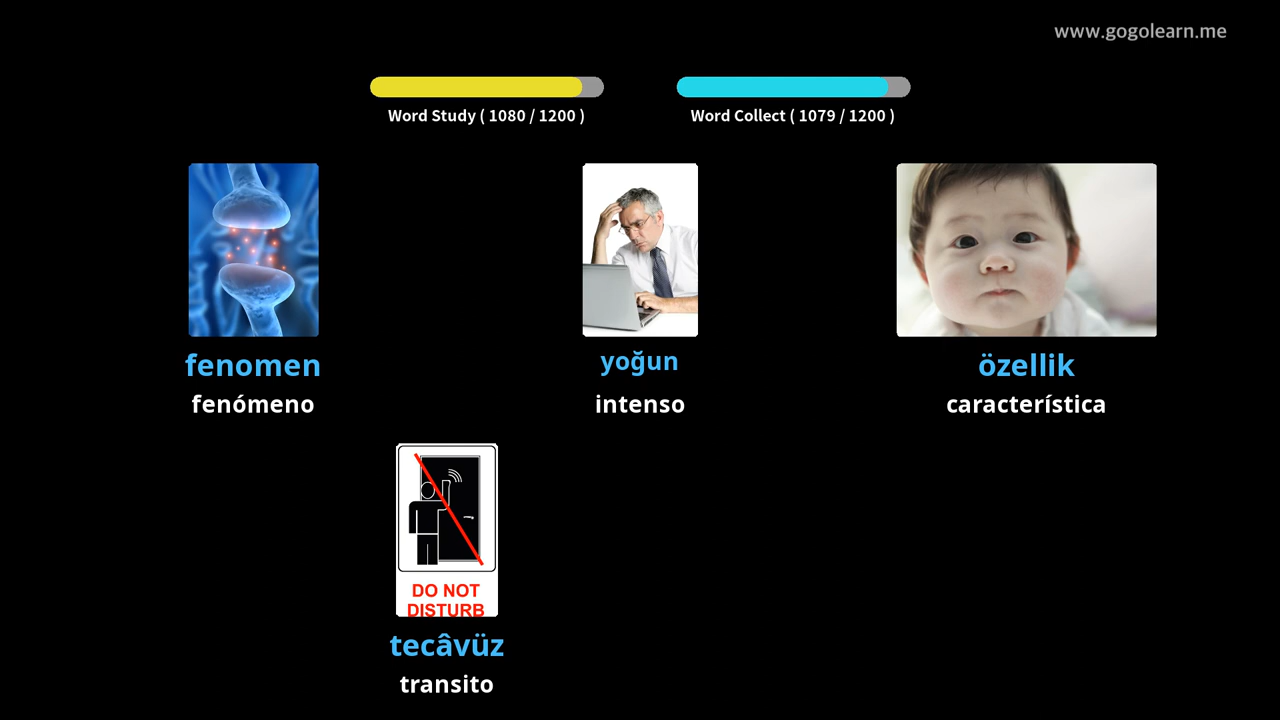 www.gogolearn.me
Word Study ( 1080 / 1200 )
Word Collect ( 1079 / 1200 )
fenomen
fenómeno
yoğun
intenso
özellik
característica
DO NOT
DISTURB
tecâvüz
transito